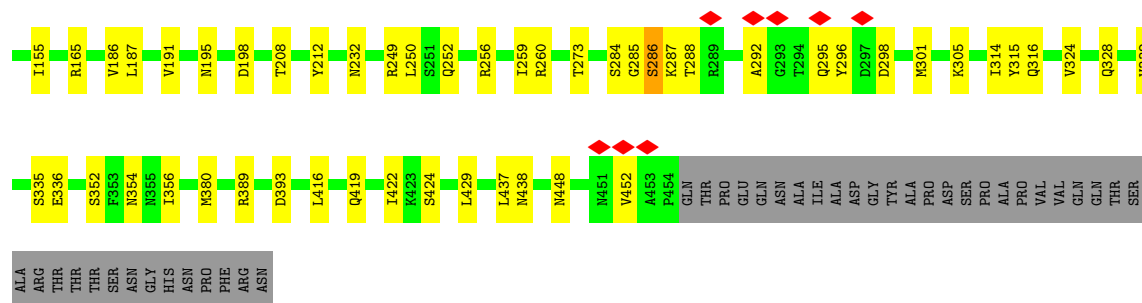 I155 R165 V186 L187 V191 N195 D198 T208 Y212 N232 R249 L250 S251 Q252 R256 I259 R260 T273 S284 G285 S286 K287 T288 R289 A292 G293 T294 Q295 Y296 D297 D298 M301 K305 I314 Y315 Q316 V324 Q328
S335 E336 S352 F353 N354 N355 I356 M380 R389 D393 L416 Q419 I422 K423 S424 L429 L437 N438 N448 N451 V452 A453 P454 GLN THR PRO GLU GLN ASN ALA ILE ALA ASP GLY TYR ALA PRO ASP SER PRO ALA PRO VAL VAL GLN GLN THR SER
ALA ARG THR THR THR SER ASN GLY HIS ASN PRO PHE ARG ASN